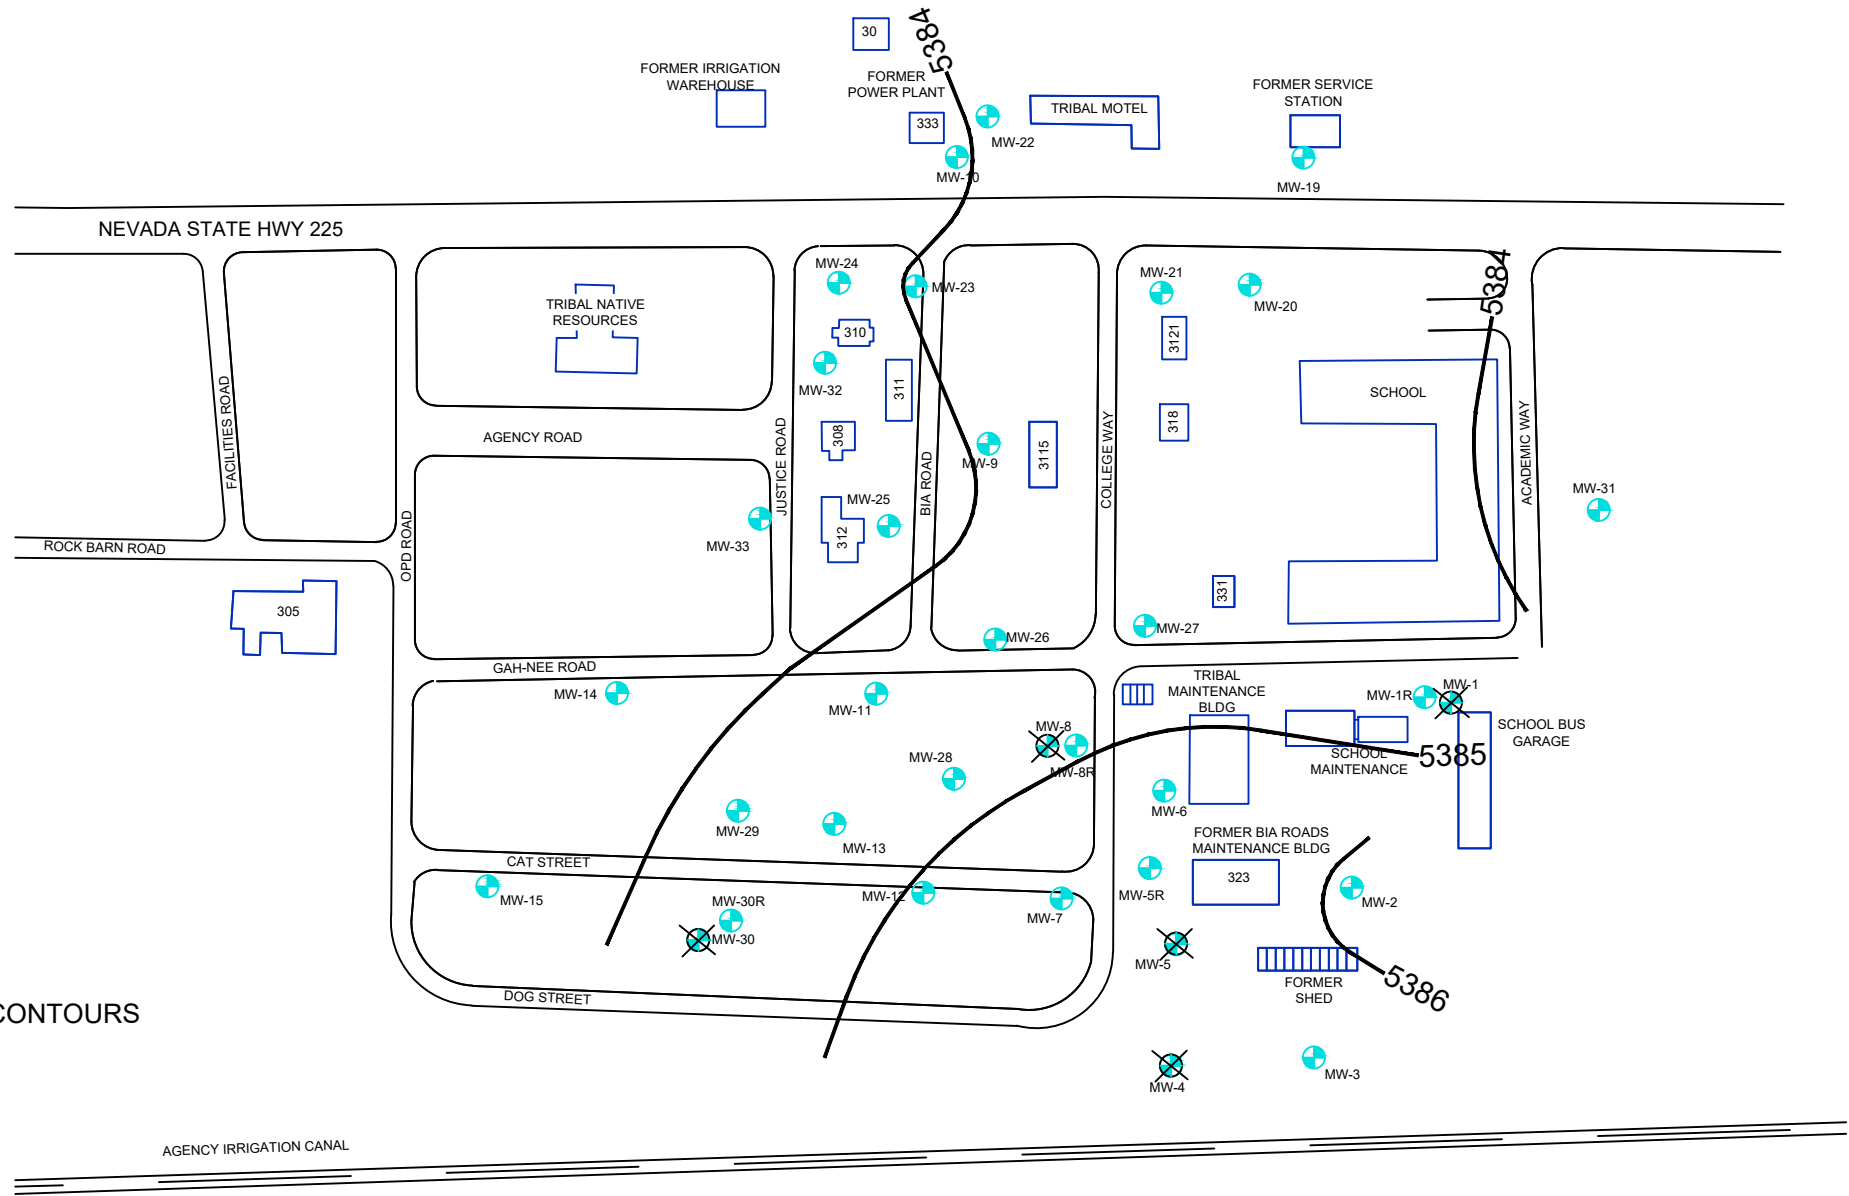 30
5384
FORMER IRRIGATION
WAREHOUSE
FORMER
POWER PLANT
333
MW-22
MW-10
TRIBAL MOTEL
FORMER SERVICE
STATION
MW-19
NEVADA STATE HWY 225
MW-24
MW-23
MW-21
MW-20
5384
TRIBAL NATIVE
RESOURCES
310
3121
MW-32
311
SCHOOL
FACILITIES ROAD
AGENCY ROAD
JUSTICE ROAD
308
BIA ROAD
MW-9
3115
COLLEGE WAY
318
ACADEMIC WAY
MW-31
MW-25
OPD ROAD
MW-33
312
ROCK BARN ROAD
305
331
MW-26
MW-27
GAH-NEE ROAD
MW-14
MW-11
TRIBAL
MAINTENANCE
BLDG
MW-1R
MW-1
SCHOOL BUS
GARAGE
MW-8
MW-8R
SCHOOL
MAINTENANCE
5385
MW-28
MW-6
MW-29
MW-13
FORMER BIA ROADS
MAINTENANCE BLDG
323
CAT STREET
MW-15
MW-30R
MW-30
MW-12
MW-7
MW-5R
MW-2
MW-5
FORMER
SHED
5386
DOG STREET
CONTOURS
MW-4
MW-3
AGENCY IRRIGATION CANAL